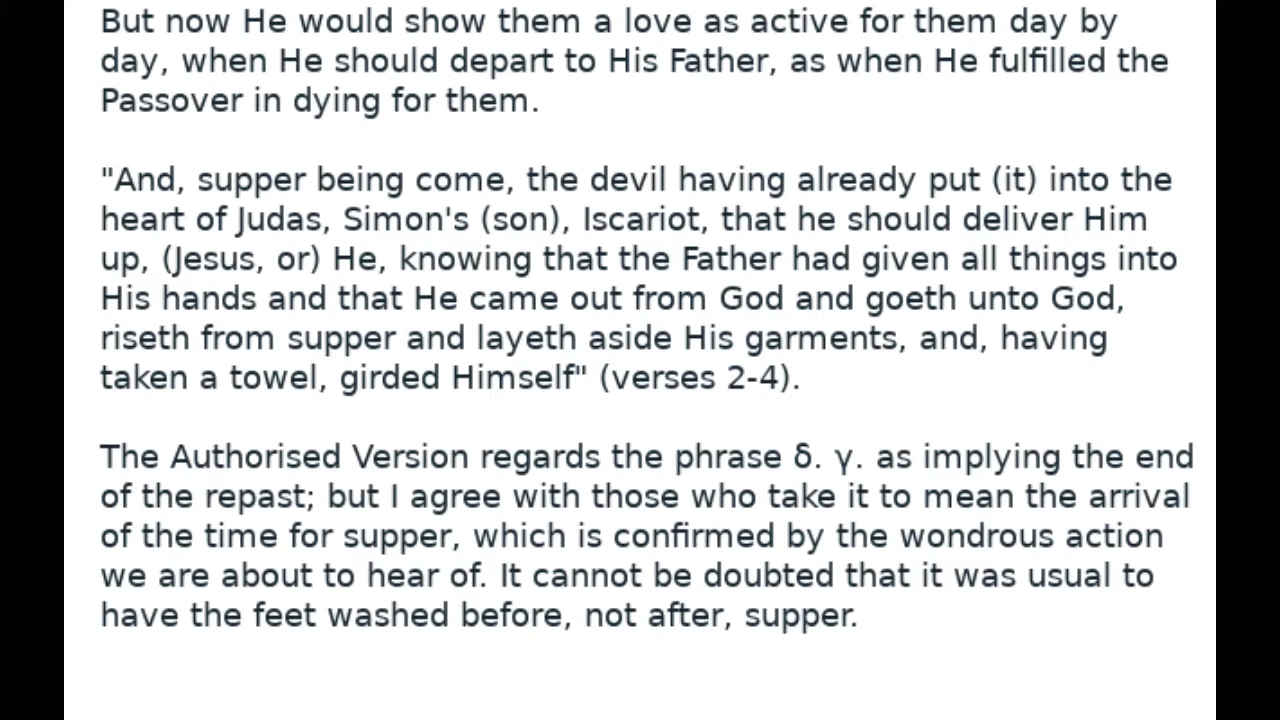 But now He would show them a love as active for them day by
day, when He should depart to His Father, as when He fulfilled the
Passover in dying for them.
"And, supper being come, the devil having already put (it) into the
heart of Judas, Simon's (son), Iscariot, that he should deliver Him
up, (Jesus, or) He, knowing that the Father had given all things into
His hands and that He came out from God and goeth unto God,
riseth from supper and layeth aside His garments, and, having
taken a towel, girded Himself" (verses 2-4).
The Authorised Version regards the phrase δ. γ. as implying the end
of the repast; but I agree with those who take it to mean the arrival
of the time for supper, which is confirmed by the wondrous action
we are about to hear of. It cannot be doubted that it was usual to
have the feet washed before, not after, supper.